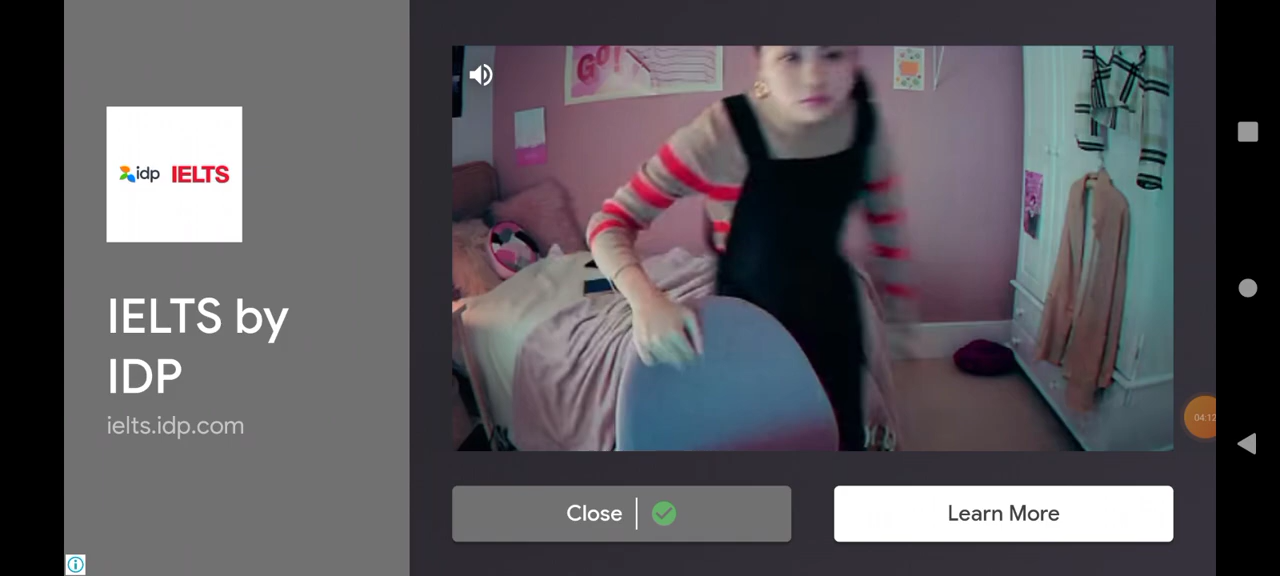 idp IELTS
IELTS by
IDP
ielts.idp.com
GO!
Close
Learn More
04:12